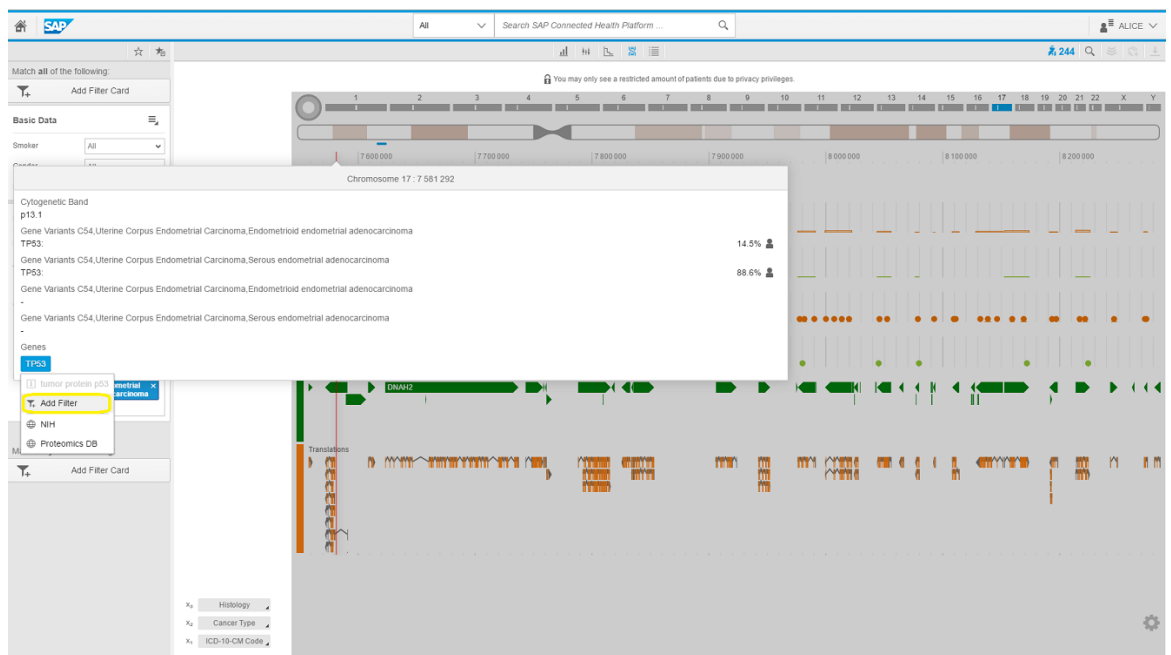 SAP
All
Search SAP Connected Health Platform ...
ALICE
244
Match all of the following:
Add Filter Card
You may only see a restricted amount of patients due to privacy privileges.
1 2 3 4 5 6 7 8 9 10 11 12 13 14 15 16 17 18 19 20 21 22 X Y
Basic Data
Smoker
All
7 600 000 7 700 000 7 800 000 7 900 000 8 000 000 8 100 000 8 200 000
Chromosome 17 : 7 581 292
Cytogenetic Band
p13.1
Gene Variants C54,Uterine Corpus Endometrial Carcinoma,Endometrioid endometrial adenocarcinoma
TP53:
14.5%
Gene Variants C54,Uterine Corpus Endometrial Carcinoma,Serous endometrial adenocarcinoma
TP53:
88.6%
Gene Variants C54,Uterine Corpus Endometrial Carcinoma,Endometrioid endometrial adenocarcinoma
-
Gene Variants C54,Uterine Corpus Endometrial Carcinoma,Serous endometrial adenocarcinoma
-
Genes
TP53
tumor protein p53
Add Filter
NIH
Proteomics DB
DNAH2
Translations
Add Filter Card
X₃ Histology
X₂ Cancer Type
X₁ ICD-10-CM Code